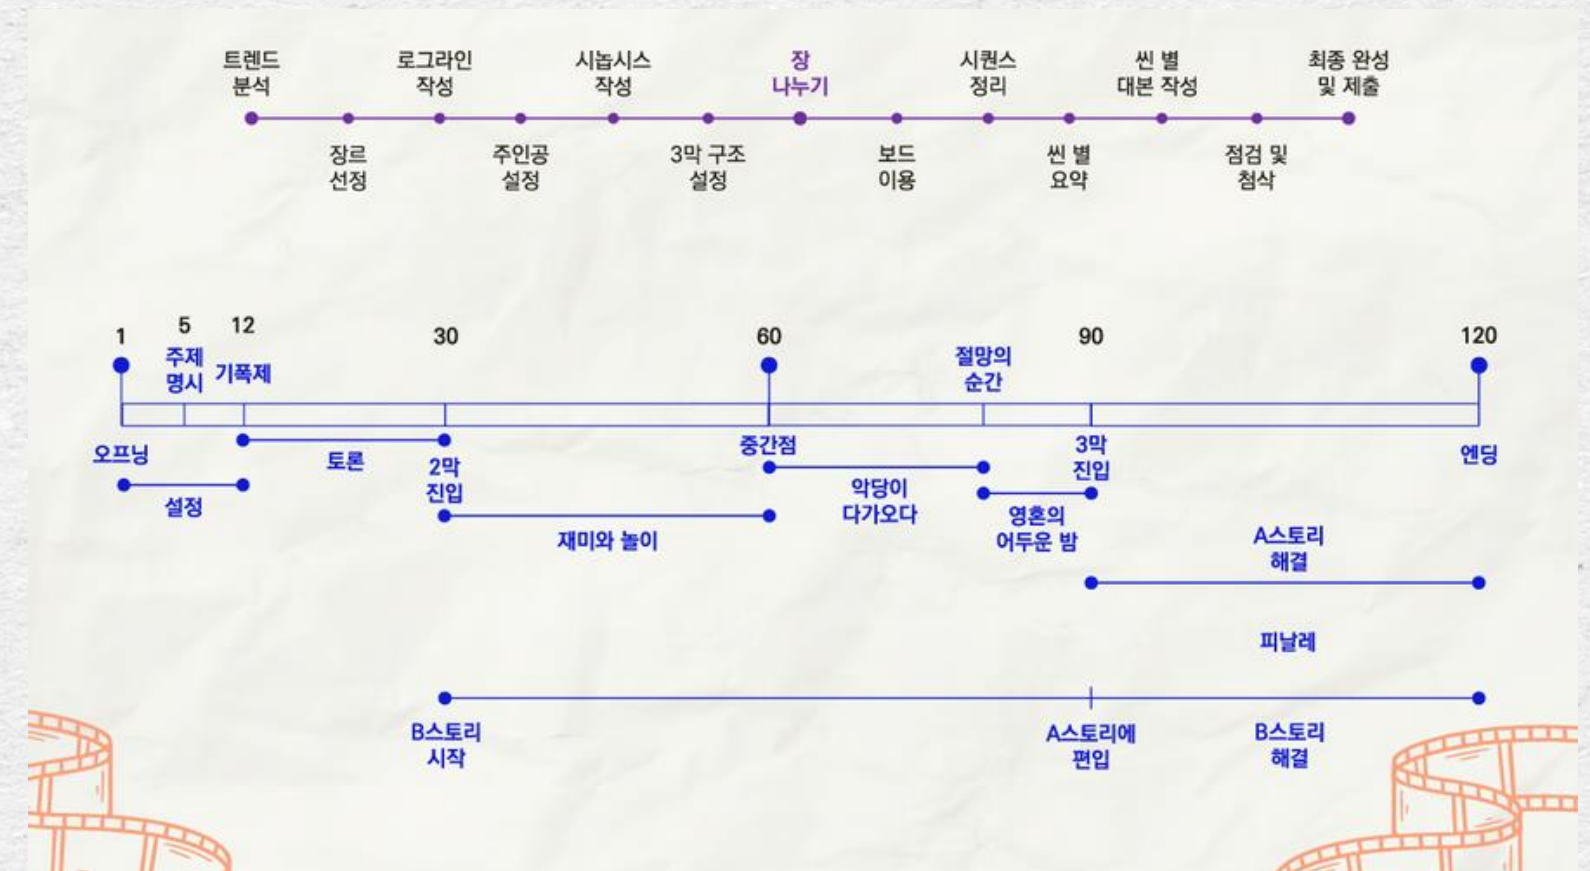 트렌드
분석
로그라인
작성
시놉시스
작성
장
나누기
시퀀스
정리
씬 별
대본 작성
최종 완성
및 제출
장르
선정
주인공
설정
3막 구조
설정
보드
이용
씬 별
요약
점검 및
첨삭
1
5
12
30
60
90
120
주제
명시
기폭제
절망의
순간
오프닝
토론
2막
진입
중간점
3막
진입
엔딩
설정
재미와 놀이
악당이
다가오다
영혼의
어두운 밤
A스토리
해결
피날레
B스토리
시작
A스토리에
편입
B스토리
해결